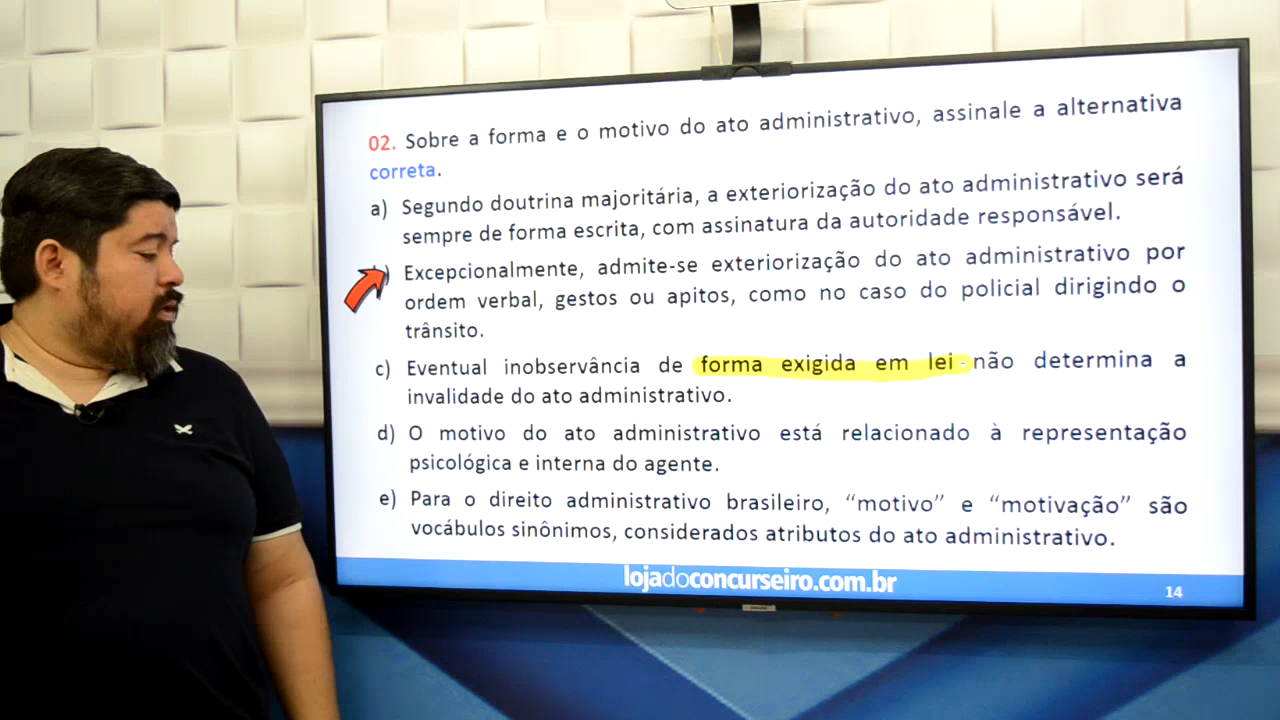 02. Sobre a forma e o motivo do ato administrativo, assinale a alternativa
correta.
a) Segundo doutrina majoritária, a exteriorização do ato administrativo será
sempre de forma escrita, com assinatura da autoridade responsável.
) Excepcionalmente, admite-se exteriorização do ato administrativo por
ordem verbal, gestos ou apitos, como no caso do policial dirigindo o
trânsito.
c) Eventual inobservância de forma exigida em lei não determina a
invalidade do ato administrativo.
d) O motivo do ato administrativo está relacionado à representação
psicológica e interna do agente.
e) Para o direito administrativo brasileiro, “motivo” e “motivação” são
vocábulos sinônimos, considerados atributos do ato administrativo.
lojadoconcurseiro.com.br
14